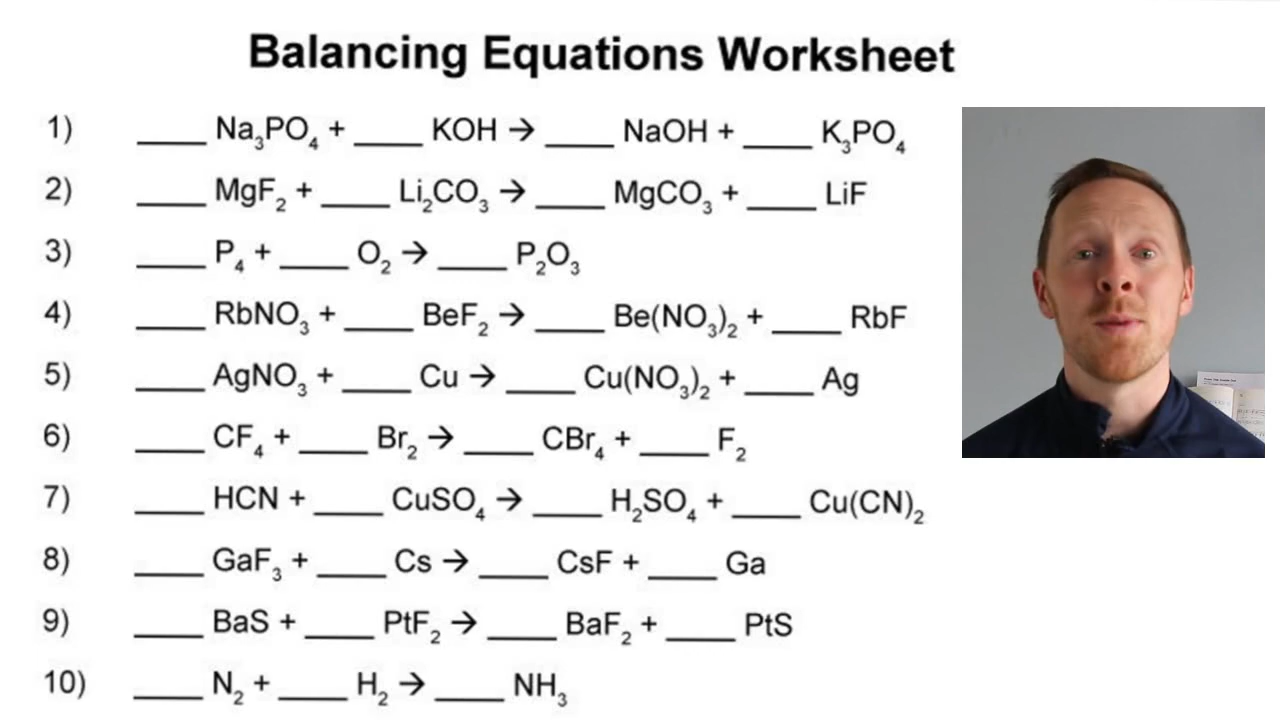 Balancing Equations Worksheet
1) ____ Na₃PO₄ + ____ KOH → ____ NaOH + ____ K₃PO₄
2) ____ MgF₂ + ____ Li₂CO₃ → ____ MgCO₃ + ____ LiF
3) ____ P₄ + ____ O₂ → ____ P₂O₃
4) ____ RbNO₃ + ____ BeF₂ → ____ Be(NO₃)₂ + ____ RbF
5) ____ AgNO₃ + ____ Cu → ____ Cu(NO₃)₂ + ____ Ag
6) ____ CF₄ + ____ Br₂ → ____ CBr₄ + ____ F₂
7) ____ HCN + ____ CuSO₄ → ____ H₂SO₄ + ____ Cu(CN)₂
8) ____ GaF₃ + ____ Cs → ____ CsF + ____ Ga
9) ____ BaS + ____ PtF₂ → ____ BaF₂ + ____ PtS
10) ____ N₂ + ____ H₂ → ____ NH₃